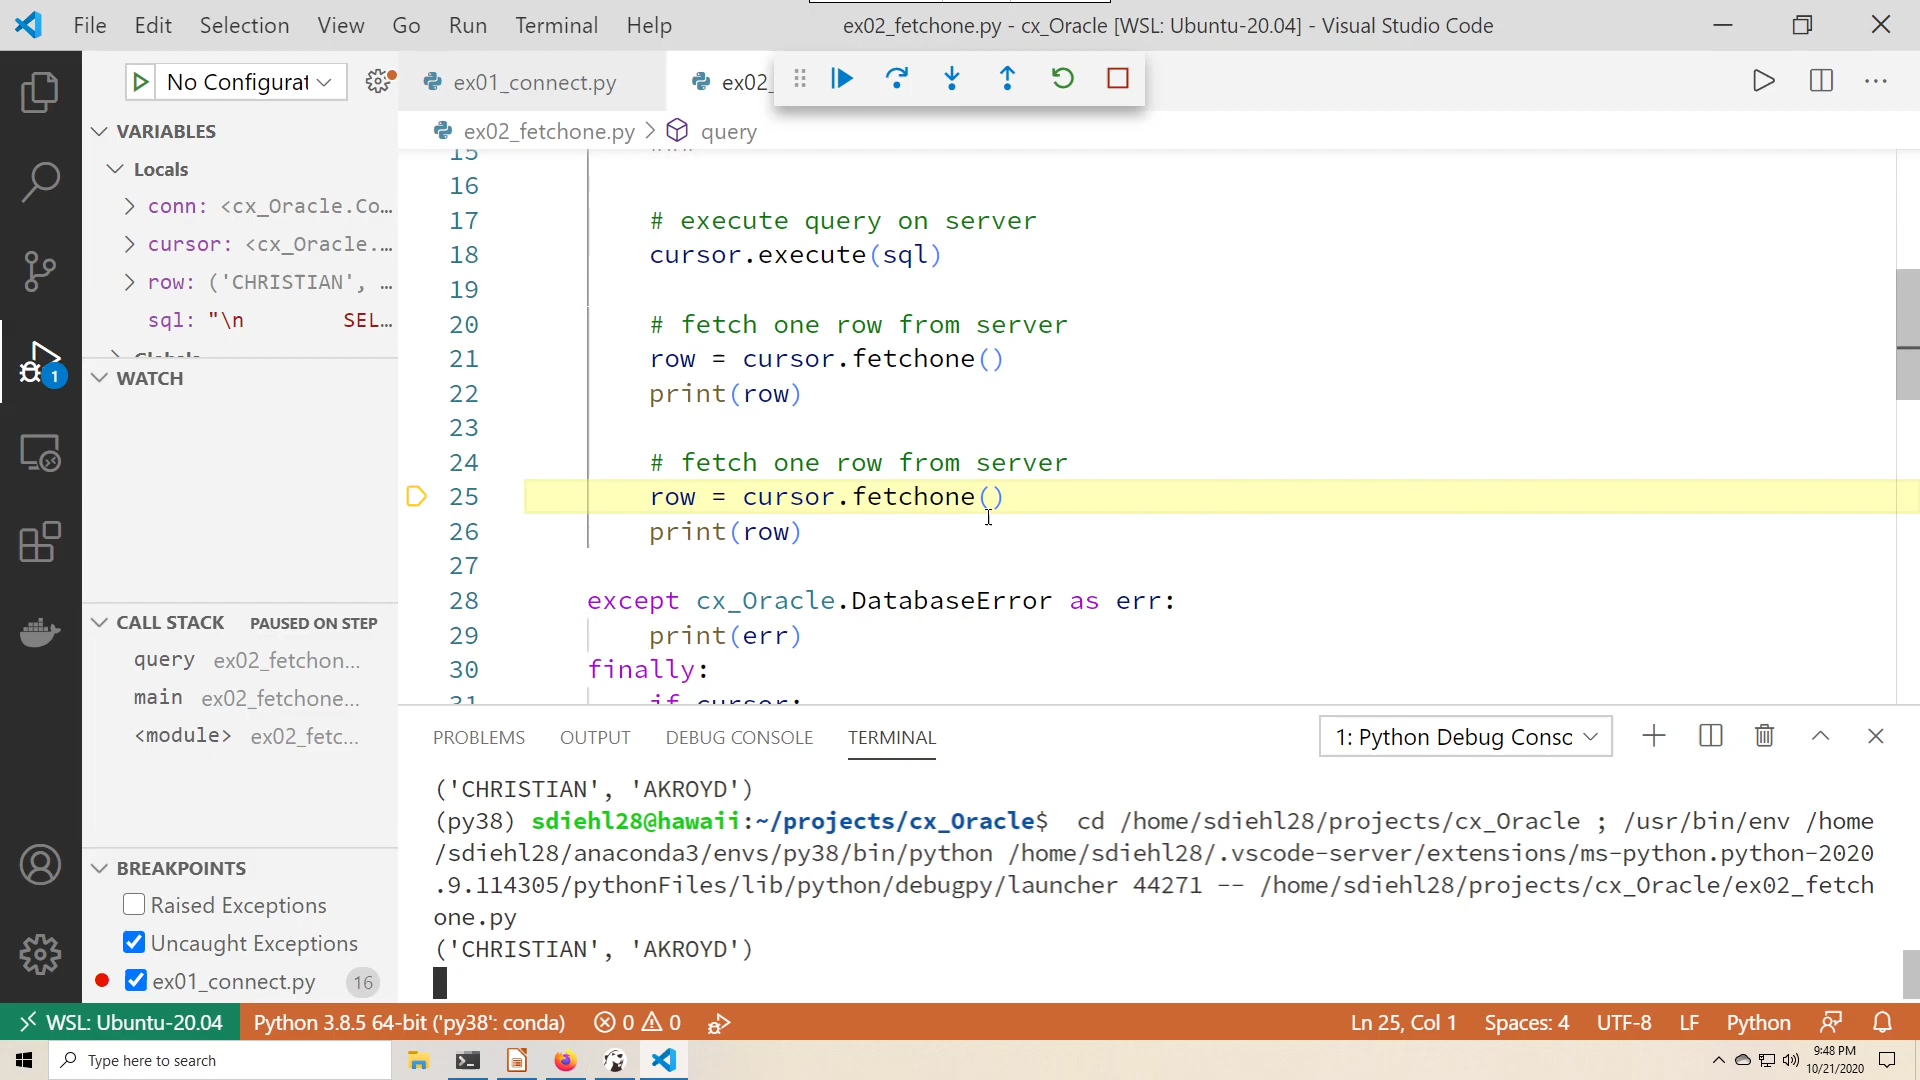 File Edit Selection View Go Run Terminal Help
ex02_fetchone.py - cx_Oracle [WSL: Ubuntu-20.04] - Visual Studio Code
No Configurat
ex01_connect.py
ex02_
ex02_fetchone.py > query
VARIABLES
Locals
conn: <cx_Oracle.Co…
cursor: <cx_Oracle.…
row: ('CHRISTIAN', …
sql: "\n SEL…
Globals
WATCH
CALL STACK PAUSED ON STEP
query ex02_fetchon…
main ex02_fetchone…
<module> ex02_fetc…
BREAKPOINTS
Raised Exceptions
Uncaught Exceptions
ex01_connect.py 16
15 """
16
17 # execute query on server
18 cursor.execute(sql)
19
20 # fetch one row from server
21 row = cursor.fetchone()
22 print(row)
23
24 # fetch one row from server
25 row = cursor.fetchone()
26 print(row)
27
28 except cx_Oracle.DatabaseError as err:
29 print(err)
30 finally:
31 if cursor:
PROBLEMS OUTPUT DEBUG CONSOLE TERMINAL
1: Python Debug Consc
('CHRISTIAN', 'AKROYD')
(py38) sdiehl28@hawaii:~/projects/cx_Oracle$ cd /home/sdiehl28/projects/cx_Oracle ; /usr/bin/env /home
/sdiehl28/anaconda3/envs/py38/bin/python /home/sdiehl28/.vscode-server/extensions/ms-python.python-2020
.9.114305/pythonFiles/lib/python/debugpy/launcher 44271 -- /home/sdiehl28/projects/cx_Oracle/ex02_fetch
one.py
('CHRISTIAN', 'AKROYD')
1
WSL: Ubuntu-20.04 Python 3.8.5 64-bit ('py38': conda) 0 0 Ln 25, Col 1 Spaces: 4 UTF-8 LF Python
Type here to search
9:48 PM
10/21/2020